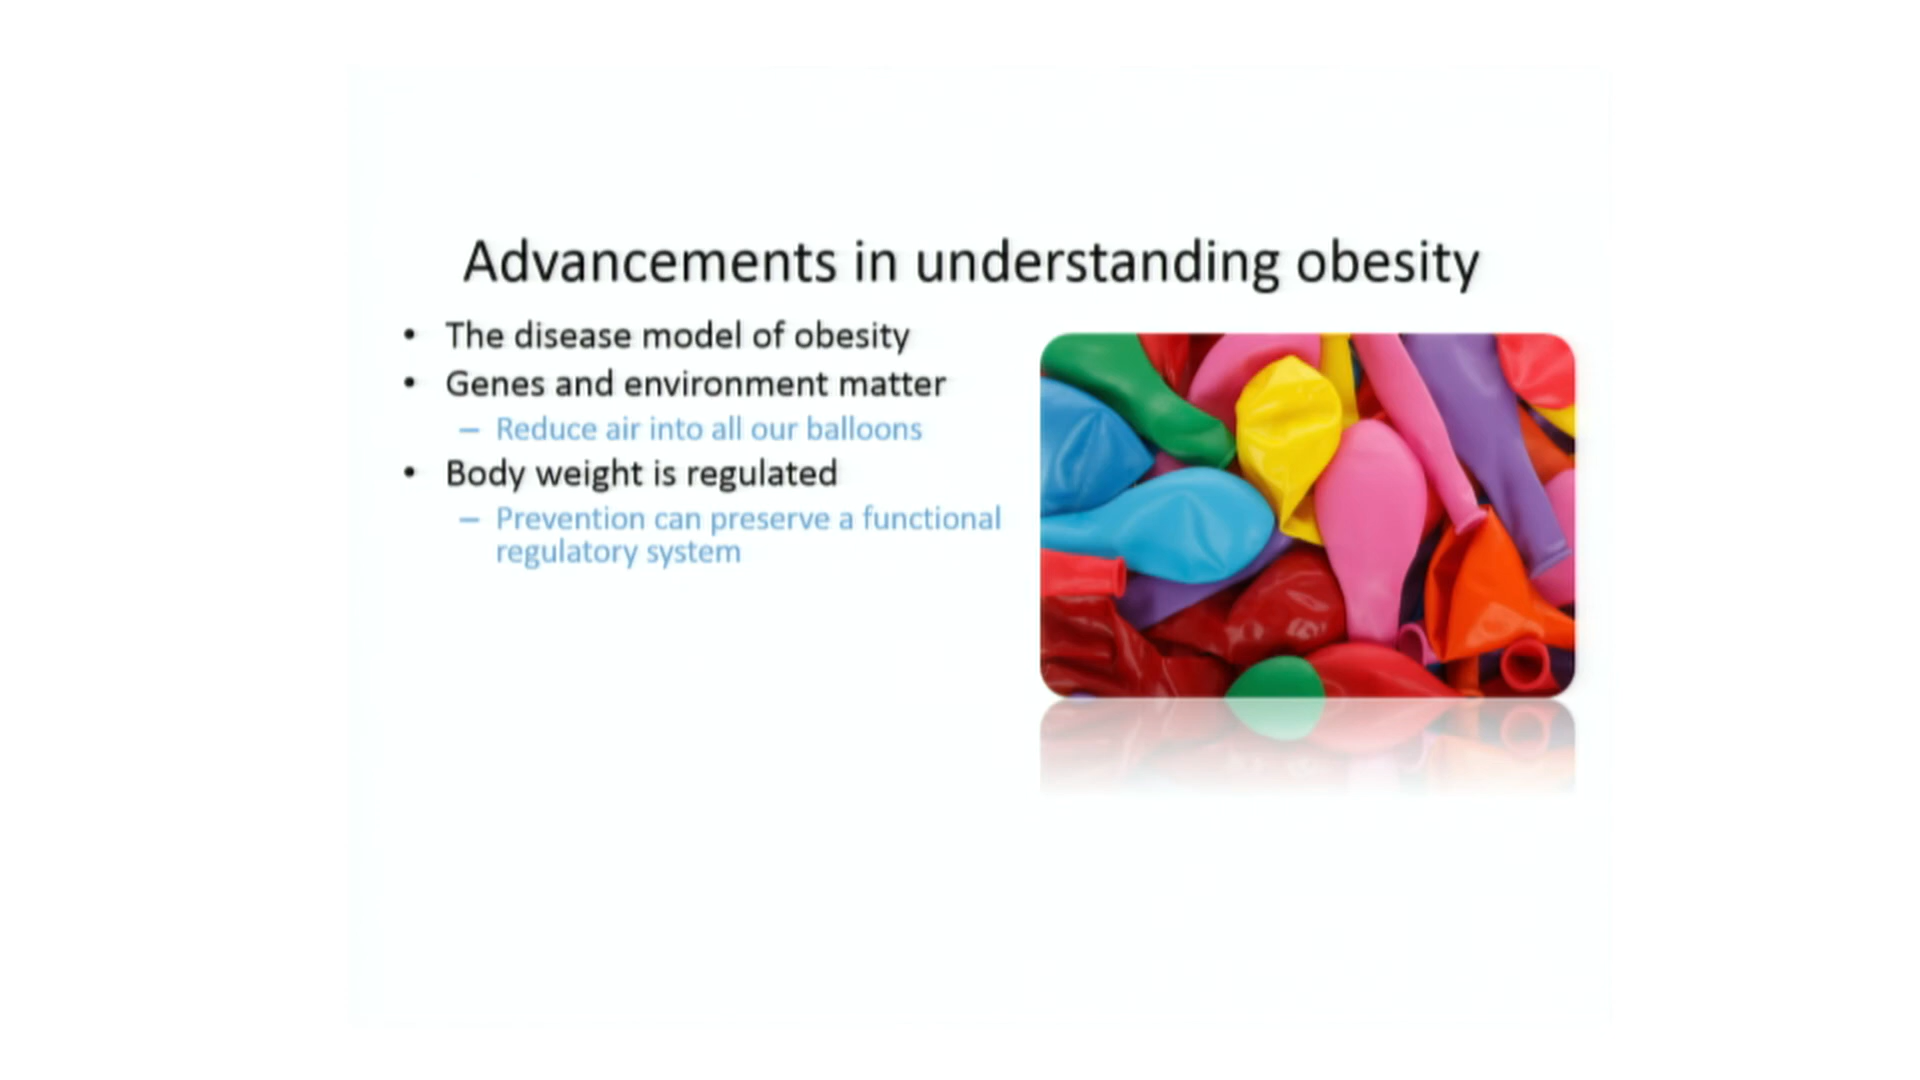 Advancements in understanding obesity
• The disease model of obesity
• Genes and environment matter
– Reduce air into all our balloons
• Body weight is regulated
– Prevention can preserve a functional
regulatory system